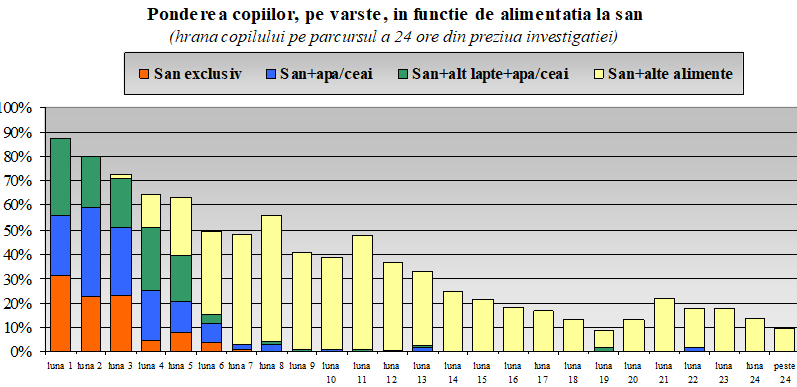 Ponderea copiilor, pe varste, in functie de alimentatia la san
(hrana copilului pe parcursul a 24 ore din preziua investigatiei)
San exclusiv San+apa/ceai San+alt lapte+apa/ceai San+alte alimente
100%
90%
80%
70%
60%
50%
40%
30%
20%
10%
0%
luna 1 luna 2 luna 3 luna 4 luna 5 luna 6 luna 7 luna 8 luna 9 luna luna luna luna luna luna luna luna luna luna luna luna luna luna luna peste
10 11 12 13 14 15 16 17 18 19 20 21 22 23 24 24